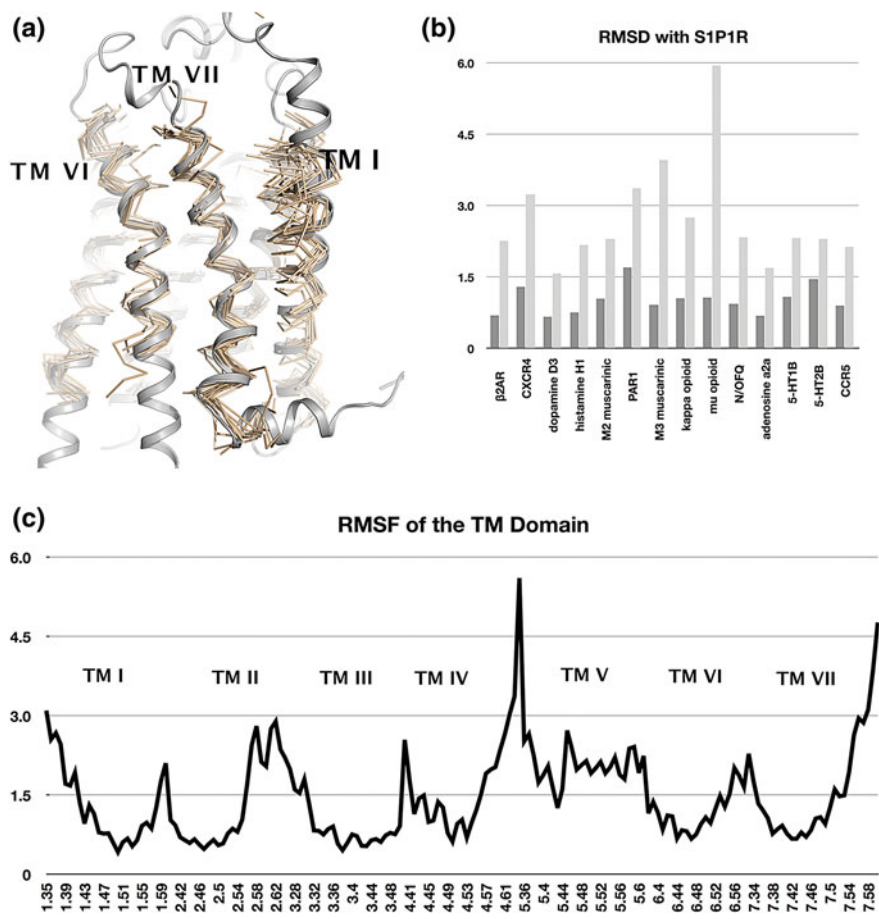 (a)
TM VII
TM VI
TM I
(b)
RMSD with S1P1R
6.0
4.5
3.0
1.5
0
β2AR
CXCR4
dopamine D3
histamine H1
M2 muscarinic
PAR1
M3 muscarinic
kappa opioid
mu opioid
N/OFQ
adenosine a2a
5-HT1B
5-HT2B
CCR5
(c)
RMSF of the TM Domain
6.0
4.5
3.0
1.5
0
TM I
TM II
TM III
TM IV
TM V
TM VI
TM VII
1.35
1.39
1.43
1.47
1.51
1.55
1.59
2.42
2.46
2.5
2.54
2.58
2.62
3.28
3.32
3.36
3.4
3.44
3.48
4.41
4.45
4.49
4.53
4.57
4.61
5.36
5.4
5.44
5.48
5.52
5.56
5.6
6.4
6.44
6.48
6.52
6.56
7.34
7.38
7.42
7.46
7.5
7.54
7.58